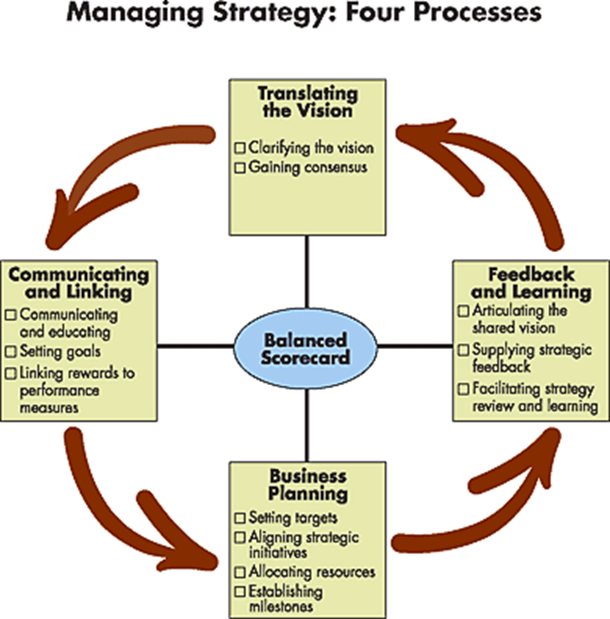 Managing Strategy: Four Processes
Translating
the Vision
Clarifying the vision
Gaining consensus
Communicating
and Linking
Communicating
and educating
Setting goals
Linking rewards to
performance
measures
Balanced
Scorecard
Feedback
and Learning
Articulating the
shared vision
Supplying strategic
feedback
Facilitating strategy
review and learning
Business
Planning
Setting targets
Aligning strategic
initiatives
Allocating resources
Establishing
milestones